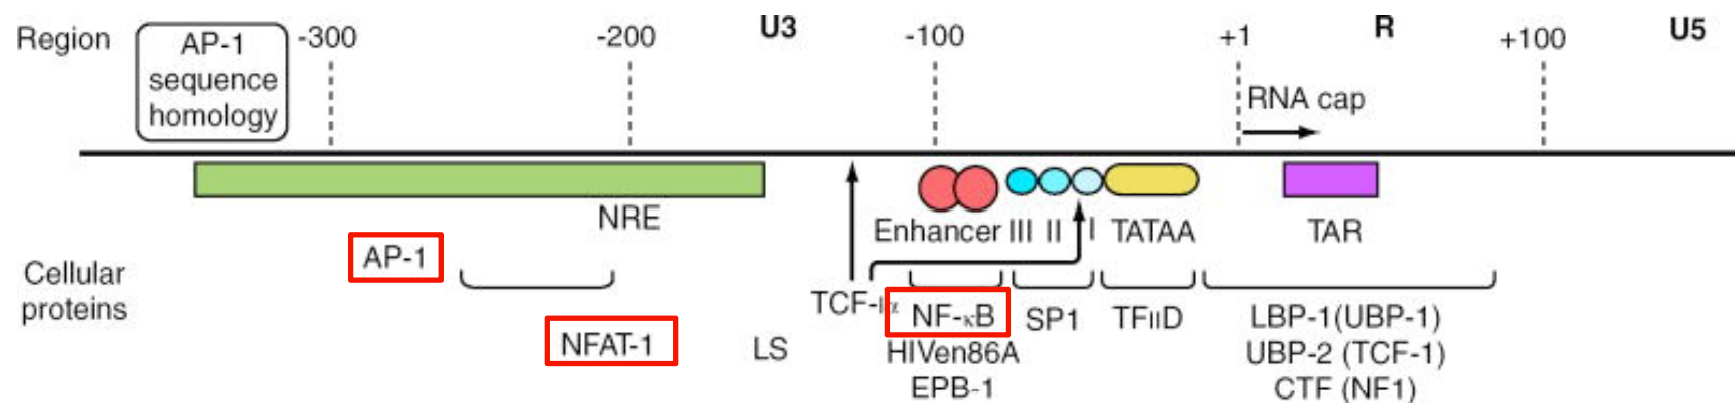 Region
AP-1
sequence
homology
-300
-200
U3
-100
+1
R
+100
U5
RNA cap
NRE
Enhancer III II I TATAA
TAR
Cellular
proteins
AP-1
NFAT-1
LS
TCF-Iα
NF-κB
HIVen86A
EPB-1
SP1
TFIID
LBP-1(UBP-1)
UBP-2 (TCF-1)
CTF (NF1)